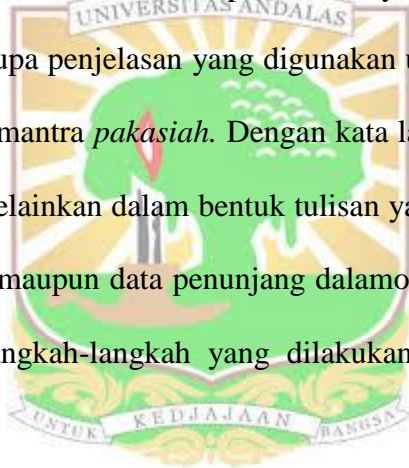 UNIVERSITAS ANDALAS
upa penjelasan yang digunakan u
mantra pakasiah. Dengan kata la
elainkan dalam bentuk tulisan ya
maupun data penunjang dalamo
ngkah-langkah yang dilakukan
UNTUK KEDJAJAAN BANGSA